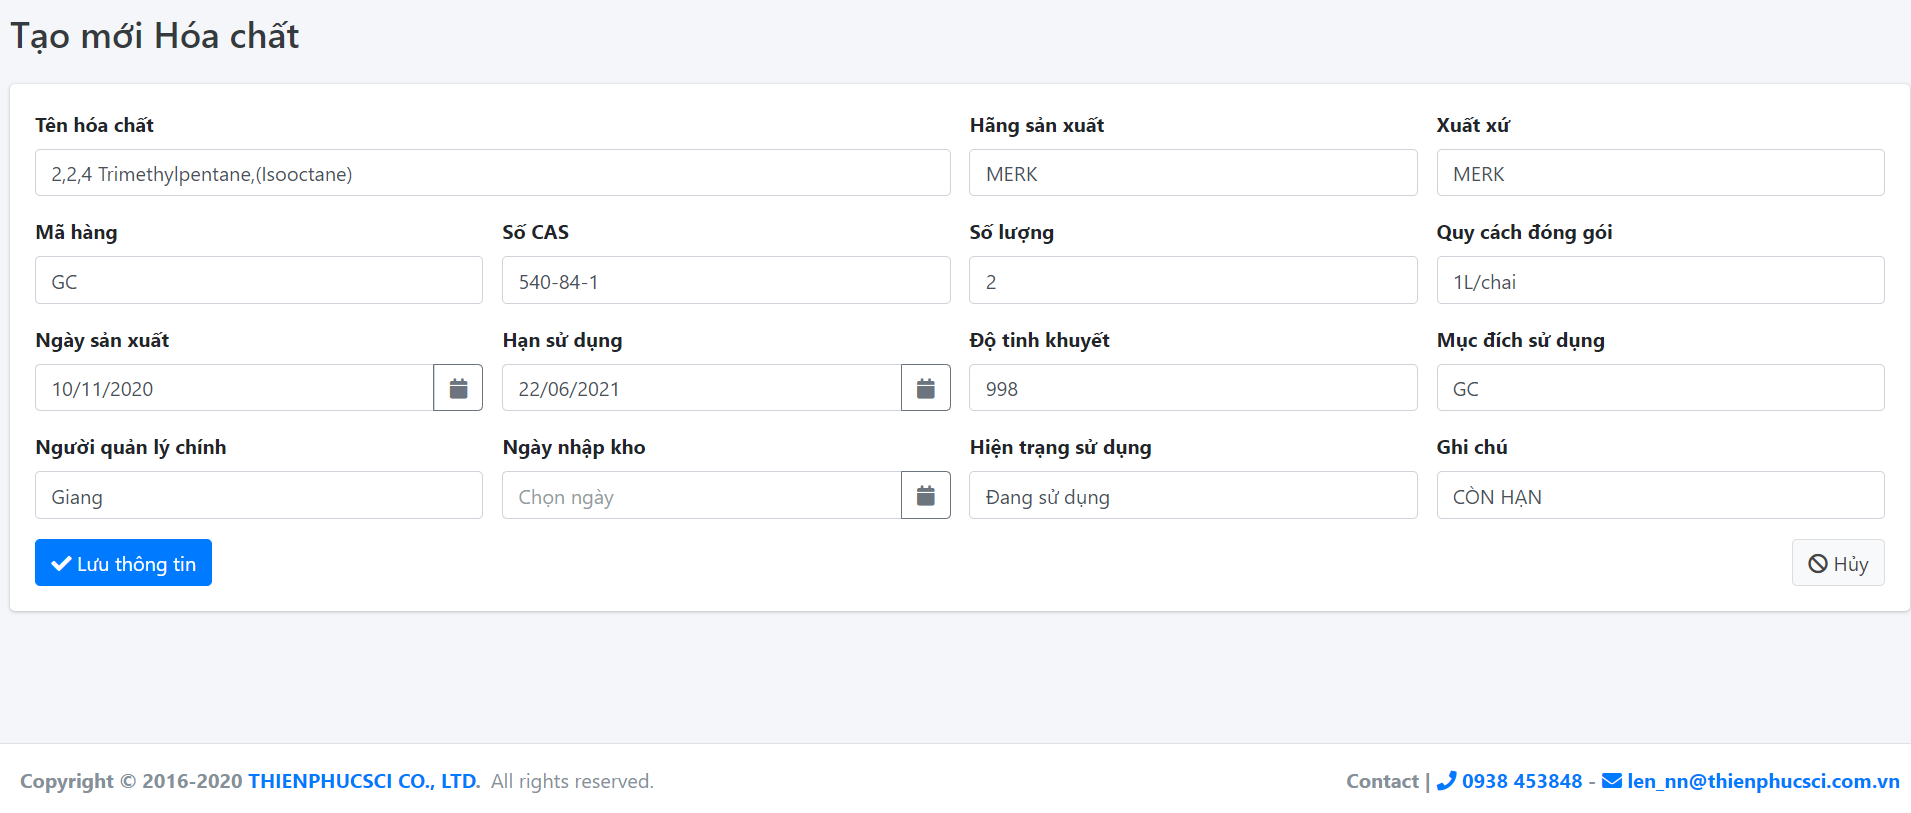 Tạo mới Hóa chất
Tên hóa chất
Hãng sản xuất
Xuất xứ
2,2,4 Trimethylpentane,(Isooctane)
MERK
MERK
Mã hàng
Số CAS
Số lượng
Quy cách đóng gói
GC
540-84-1
2
1L/chai
Ngày sản xuất
Hạn sử dụng
Độ tinh khuyết
Mục đích sử dụng
10/11/2020
22/06/2021
998
GC
Người quản lý chính
Ngày nhập kho
Hiện trạng sử dụng
Ghi chú
Giang
Chọn ngày
Đang sử dụng
CÒN HẠN
Lưu thông tin
Hủy
Copyright © 2016-2020 THIENPHUCSCI CO., LTD. All rights reserved.
Contact | 0938 453848 - len_nn@thienphucsci.com.vn